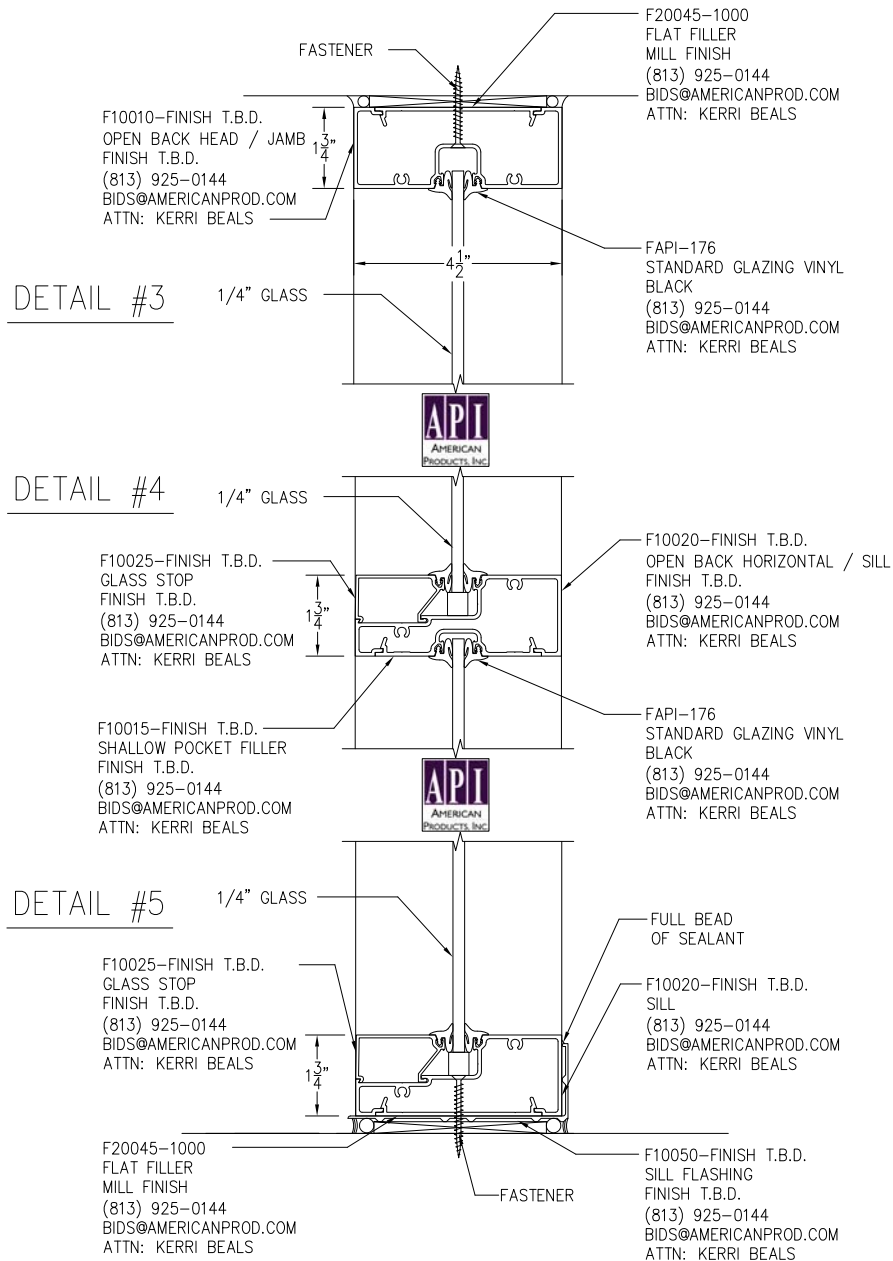 F20045-1000
FLAT FILLER
MILL FINISH
(813) 925-0144
BIDS@AMERICANPROD.COM
ATTN: KERRI BEALS
FASTENER
F10010-FINISH T.B.D.
OPEN BACK HEAD / JAMB
FINISH T.B.D.
(813) 925-0144
BIDS@AMERICANPROD.COM
ATTN: KERRI BEALS
1 3/4"
4 1/2"
FAPI-176
STANDARD GLAZING VINYL
BLACK
(813) 925-0144
BIDS@AMERICANPROD.COM
ATTN: KERRI BEALS
DETAIL #3
1/4" GLASS
API
AMERICAN
PRODUCTS, INC
DETAIL #4
1/4" GLASS
F10025-FINISH T.B.D.
GLASS STOP
FINISH T.B.D.
(813) 925-0144
BIDS@AMERICANPROD.COM
ATTN: KERRI BEALS
1 3/4"
F10020-FINISH T.B.D.
OPEN BACK HORIZONTAL / SILL
FINISH T.B.D.
(813) 925-0144
BIDS@AMERICANPROD.COM
ATTN: KERRI BEALS
F10015-FINISH T.B.D.
SHALLOW POCKET FILLER
FINISH T.B.D.
(813) 925-0144
BIDS@AMERICANPROD.COM
ATTN: KERRI BEALS
FAPI-176
STANDARD GLAZING VINYL
BLACK
(813) 925-0144
BIDS@AMERICANPROD.COM
ATTN: KERRI BEALS
API
AMERICAN
PRODUCTS, INC
DETAIL #5
1/4" GLASS
FULL BEAD
OF SEALANT
F10025-FINISH T.B.D.
GLASS STOP
FINISH T.B.D.
(813) 925-0144
BIDS@AMERICANPROD.COM
ATTN: KERRI BEALS
1 3/4"
F10020-FINISH T.B.D.
SILL
(813) 925-0144
BIDS@AMERICANPROD.COM
ATTN: KERRI BEALS
F20045-1000
FLAT FILLER
MILL FINISH
(813) 925-0144
BIDS@AMERICANPROD.COM
ATTN: KERRI BEALS
FASTENER
F10050-FINISH T.B.D.
SILL FLASHING
FINISH T.B.D.
(813) 925-0144
BIDS@AMERICANPROD.COM
ATTN: KERRI BEALS